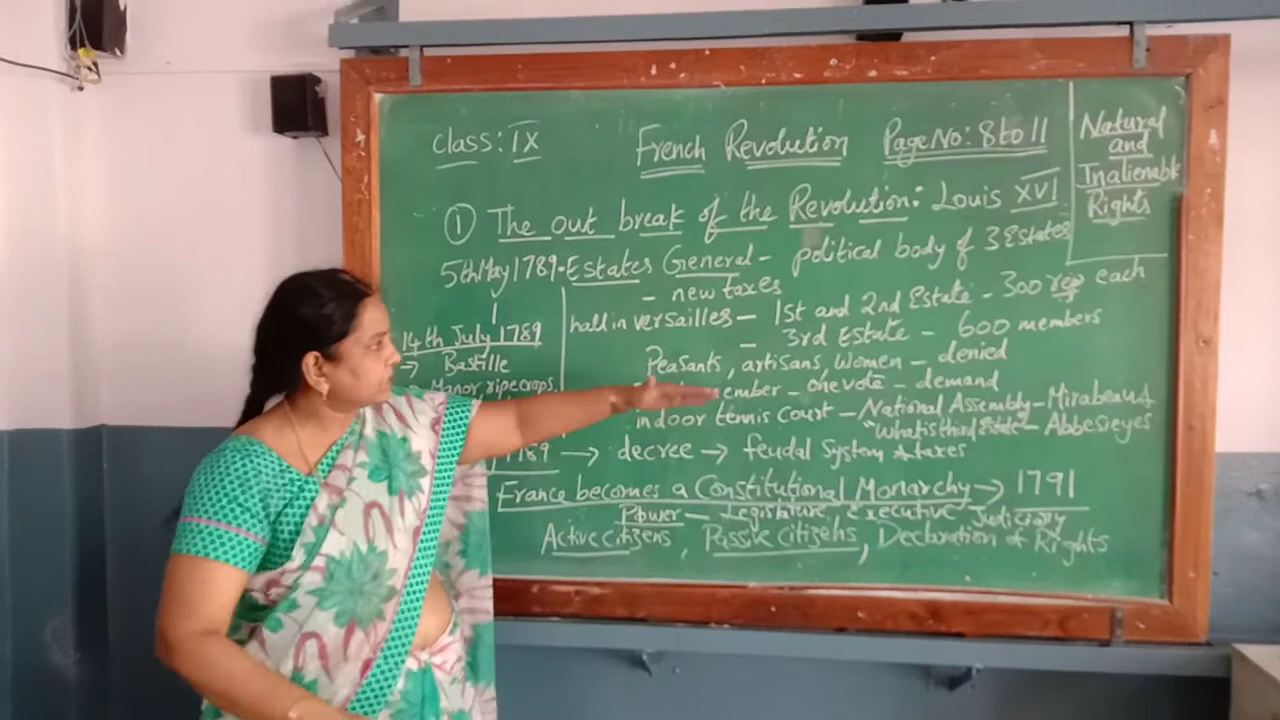 class: IX
French Revolution
Page No: 8 to 11
Natural
and
Inalienable
Rights
① The out break of the Revolution: Louis XVI
5th May 1789 - Estates General - political body of 3 Estates
- new taxes
hall in versailles - 1st and 2nd Estate - 300 rep each
- 3rd Estate - 600 members
Peasants, artisans, women - denied
member - one vote - demand
indoor tennis court - National Assembly - Mirabeau &
"What is third Estate" - Abbesieyes
14th July 1789
→ Bastille
→ Manor, ripe crops
1789 → decree → feudal System & taxes
France becomes a Constitutional Monarchy → 1791
Power - Legislature, Executive, Judiciary
Active citizens, Passive citizens, Declaration of Rights